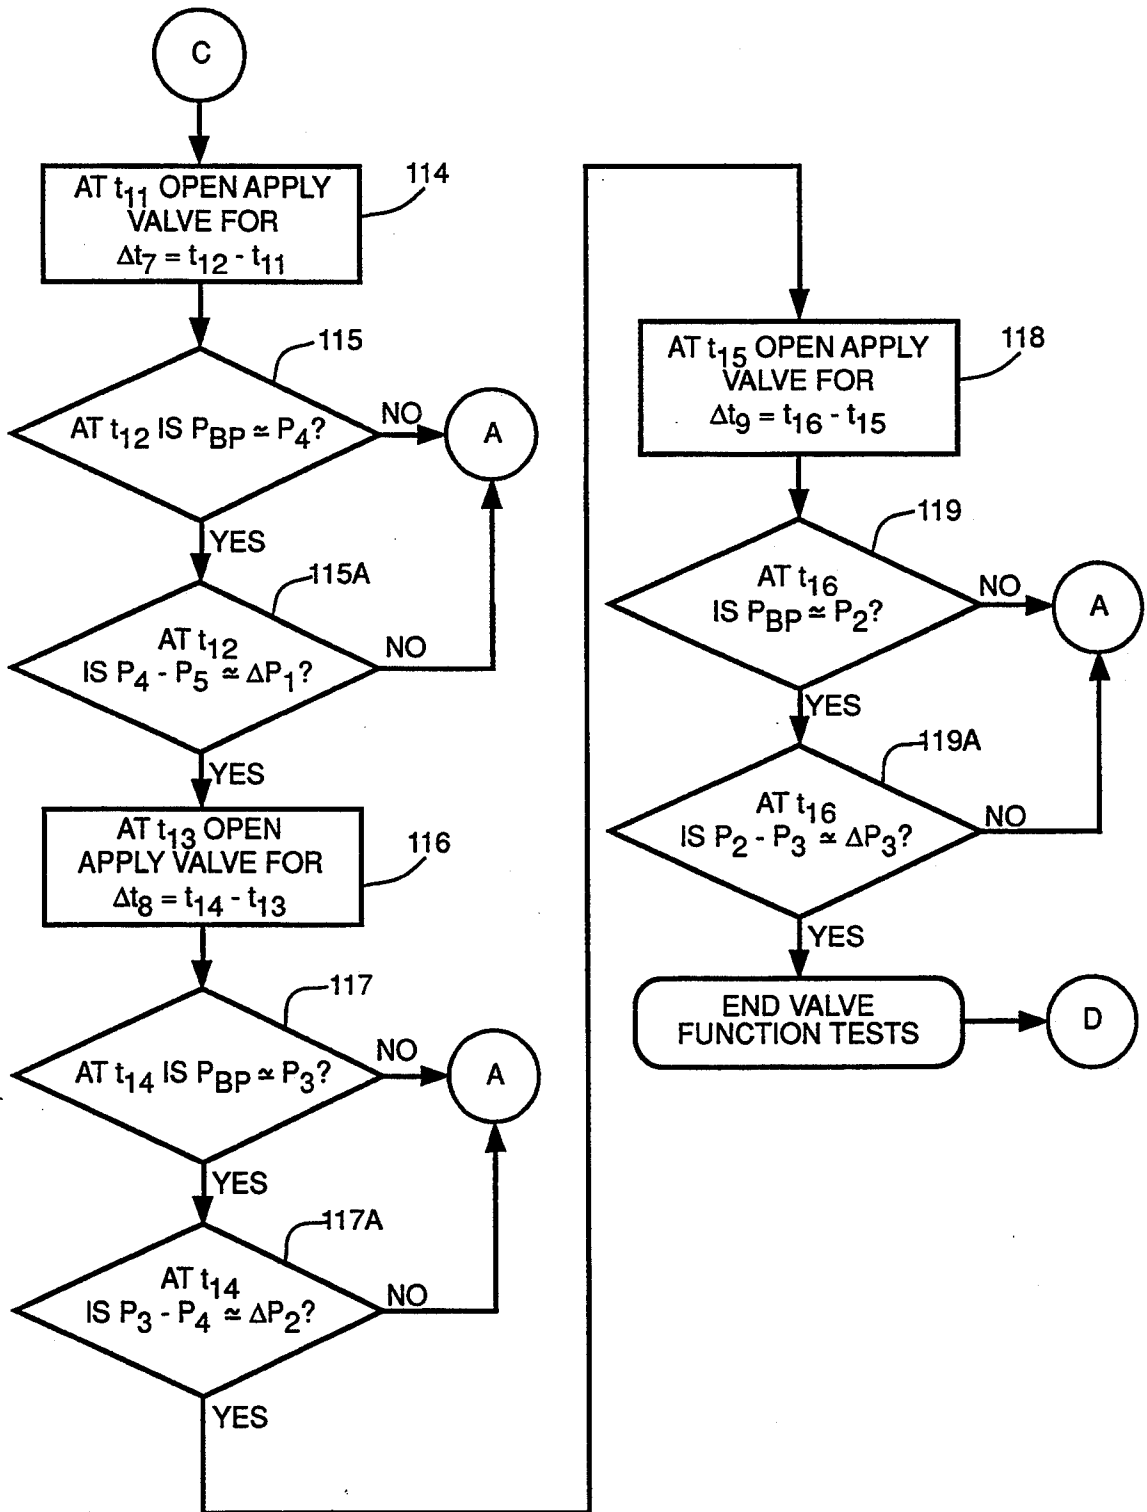 C
AT t11 OPEN APPLY
VALVE FOR
Δt7 = t12 - t11
114
115
AT t12 IS PBP ≃ P4?
NO
A
YES
115A
AT t12
IS P4 - P5 ≃ ΔP1?
NO
YES
AT t13 OPEN
APPLY VALVE FOR
Δt8 = t14 - t13
116
117
AT t14 IS PBP ≃ P3?
NO
A
YES
117A
AT t14
IS P3 - P4 ≃ ΔP2?
NO
YES
AT t15 OPEN APPLY
VALVE FOR
Δt9 = t16 - t15
118
119
AT t16
IS PBP ≃ P2?
NO
A
YES
119A
AT t16
IS P2 - P3 ≃ ΔP3?
NO
YES
END VALVE
FUNCTION TESTS
D